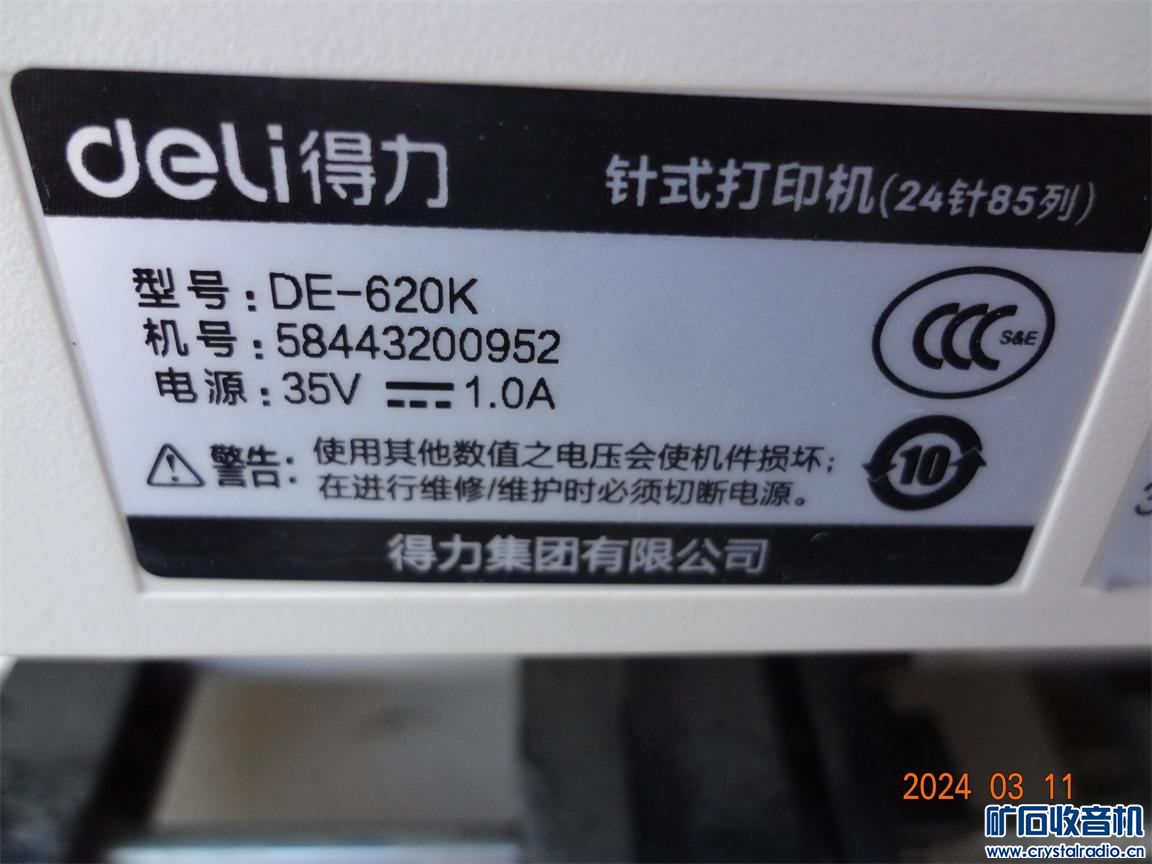 deli得力
针式打印机(24针85列)
型号:DE-620K
机号:58443200952
电源:35V 1.0A
CCC S&E
警告:使用其他数值之电压会使机件损坏;
在进行维修/维护时必须切断电源。
10
得力集团有限公司
3
2024 03 11
矿石收音机
www.crystalradio.cn